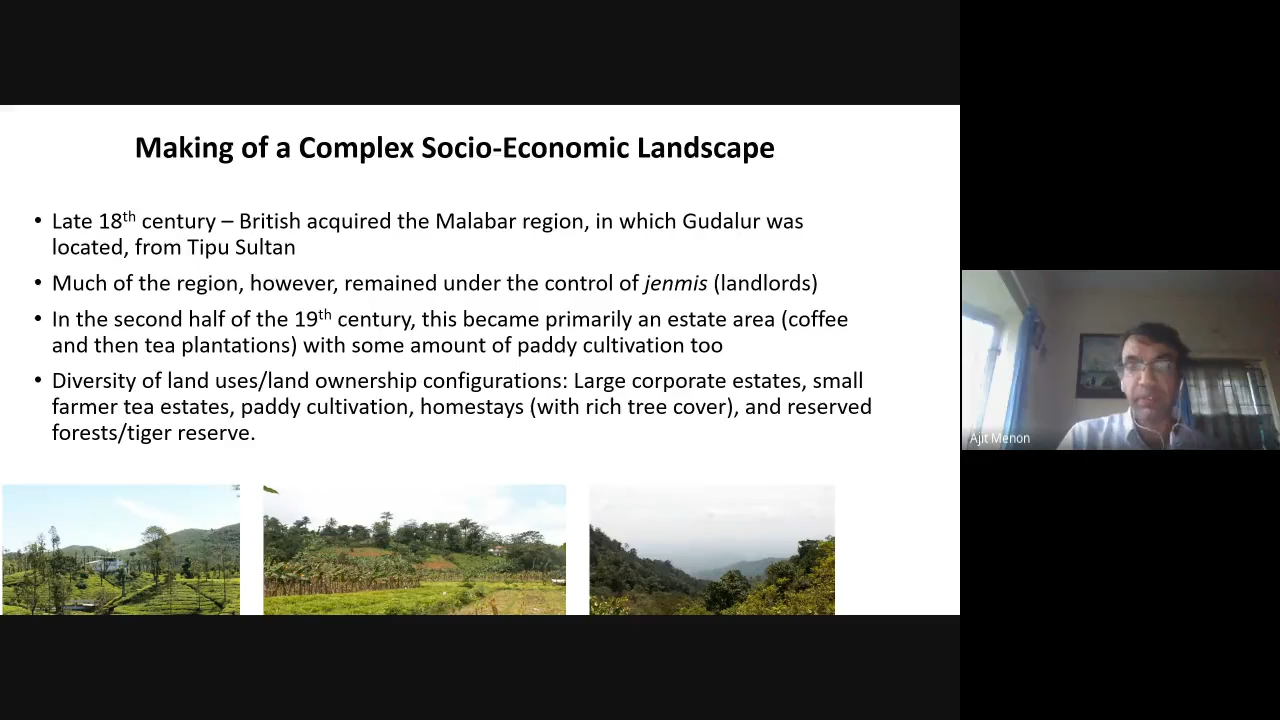 Making of a Complex Socio-Economic Landscape
• Late 18th century – British acquired the Malabar region, in which Gudalur was
located, from Tipu Sultan
• Much of the region, however, remained under the control of jenmis (landlords)
• In the second half of the 19th century, this became primarily an estate area (coffee
and then tea plantations) with some amount of paddy cultivation too
• Diversity of land uses/land ownership configurations: Large corporate estates, small
farmer tea estates, paddy cultivation, homestays (with rich tree cover), and reserved
forests/tiger reserve.
Ajit Menon